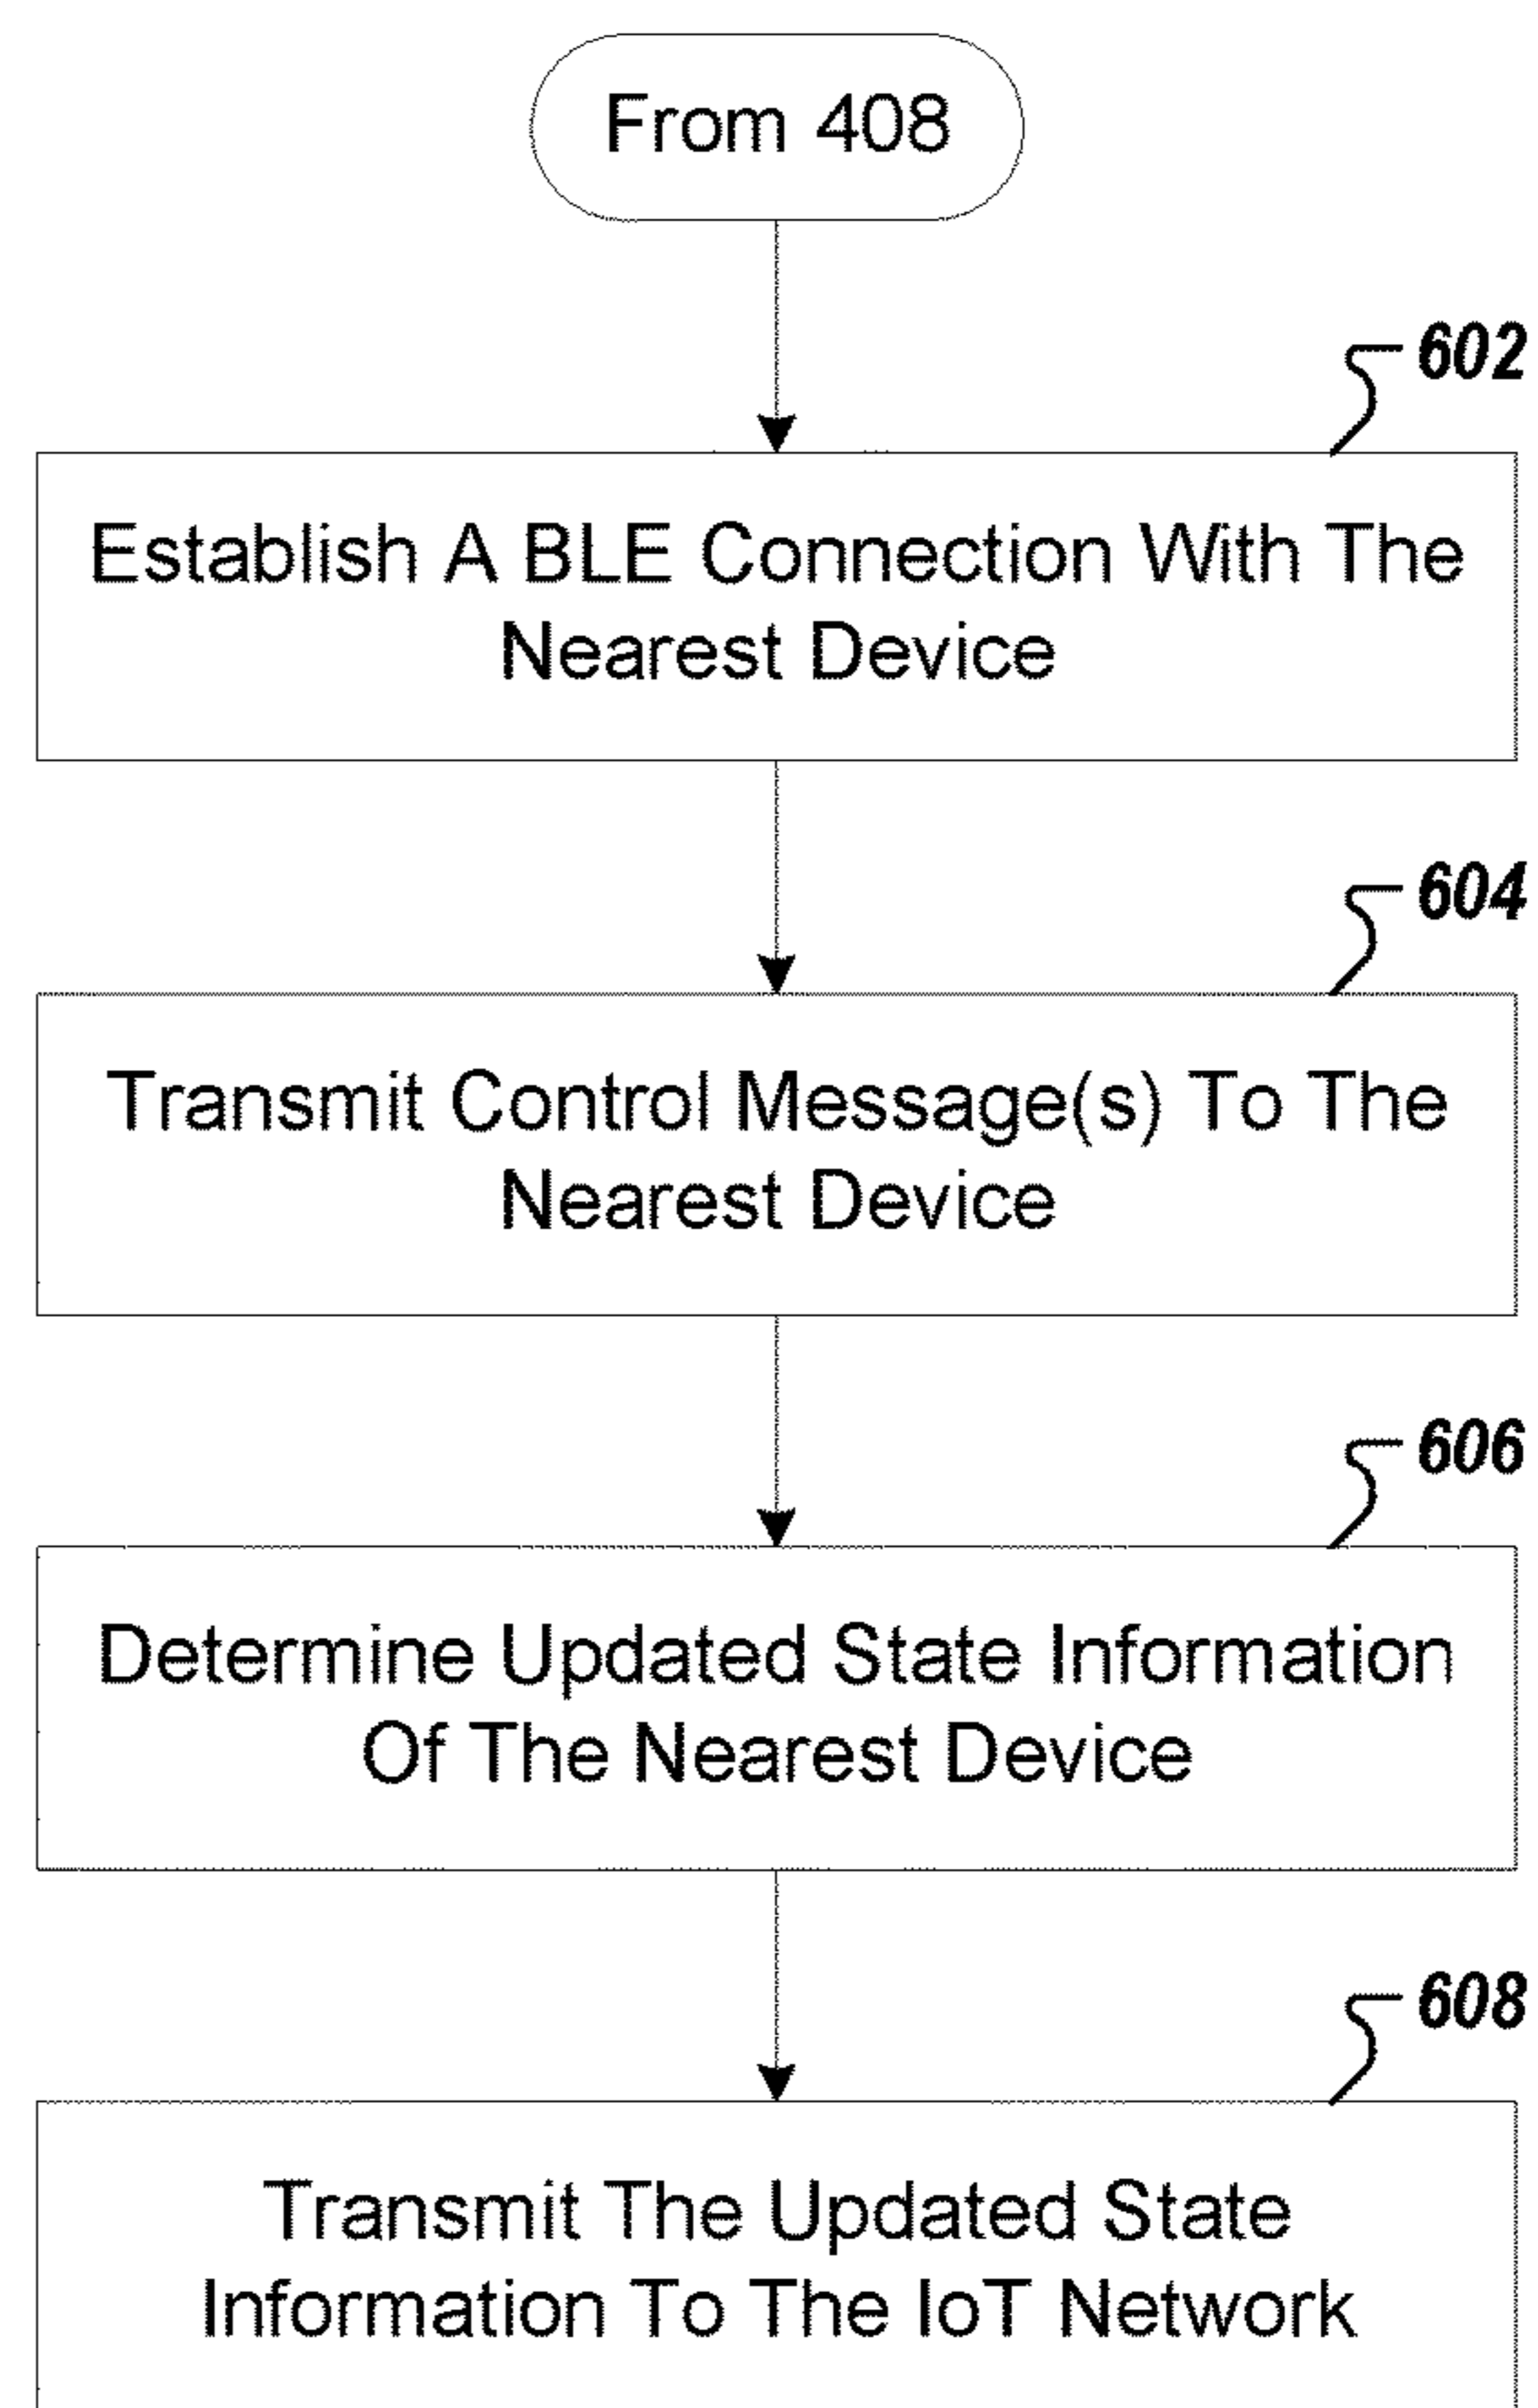 From 408
602
Establish A BLE Connection With The
Nearest Device
604
Transmit Control Message(s) To The
Nearest Device
606
Determine Updated State Information
Of The Nearest Device
608
Transmit The Updated State
Information To The IoT Network